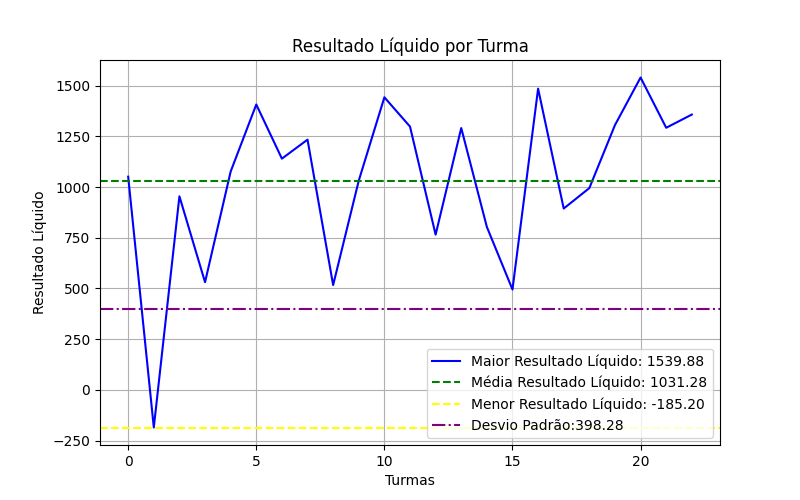 Resultado Líquido por Turma
1500
1250
1000
750
500
250
0
−250
Resultado Líquido
Maior Resultado Líquido: 1539.88
Média Resultado Líquido: 1031.28
Menor Resultado Líquido: -185.20
Desvio Padrão:398.28
0 5 10 15 20
Turmas